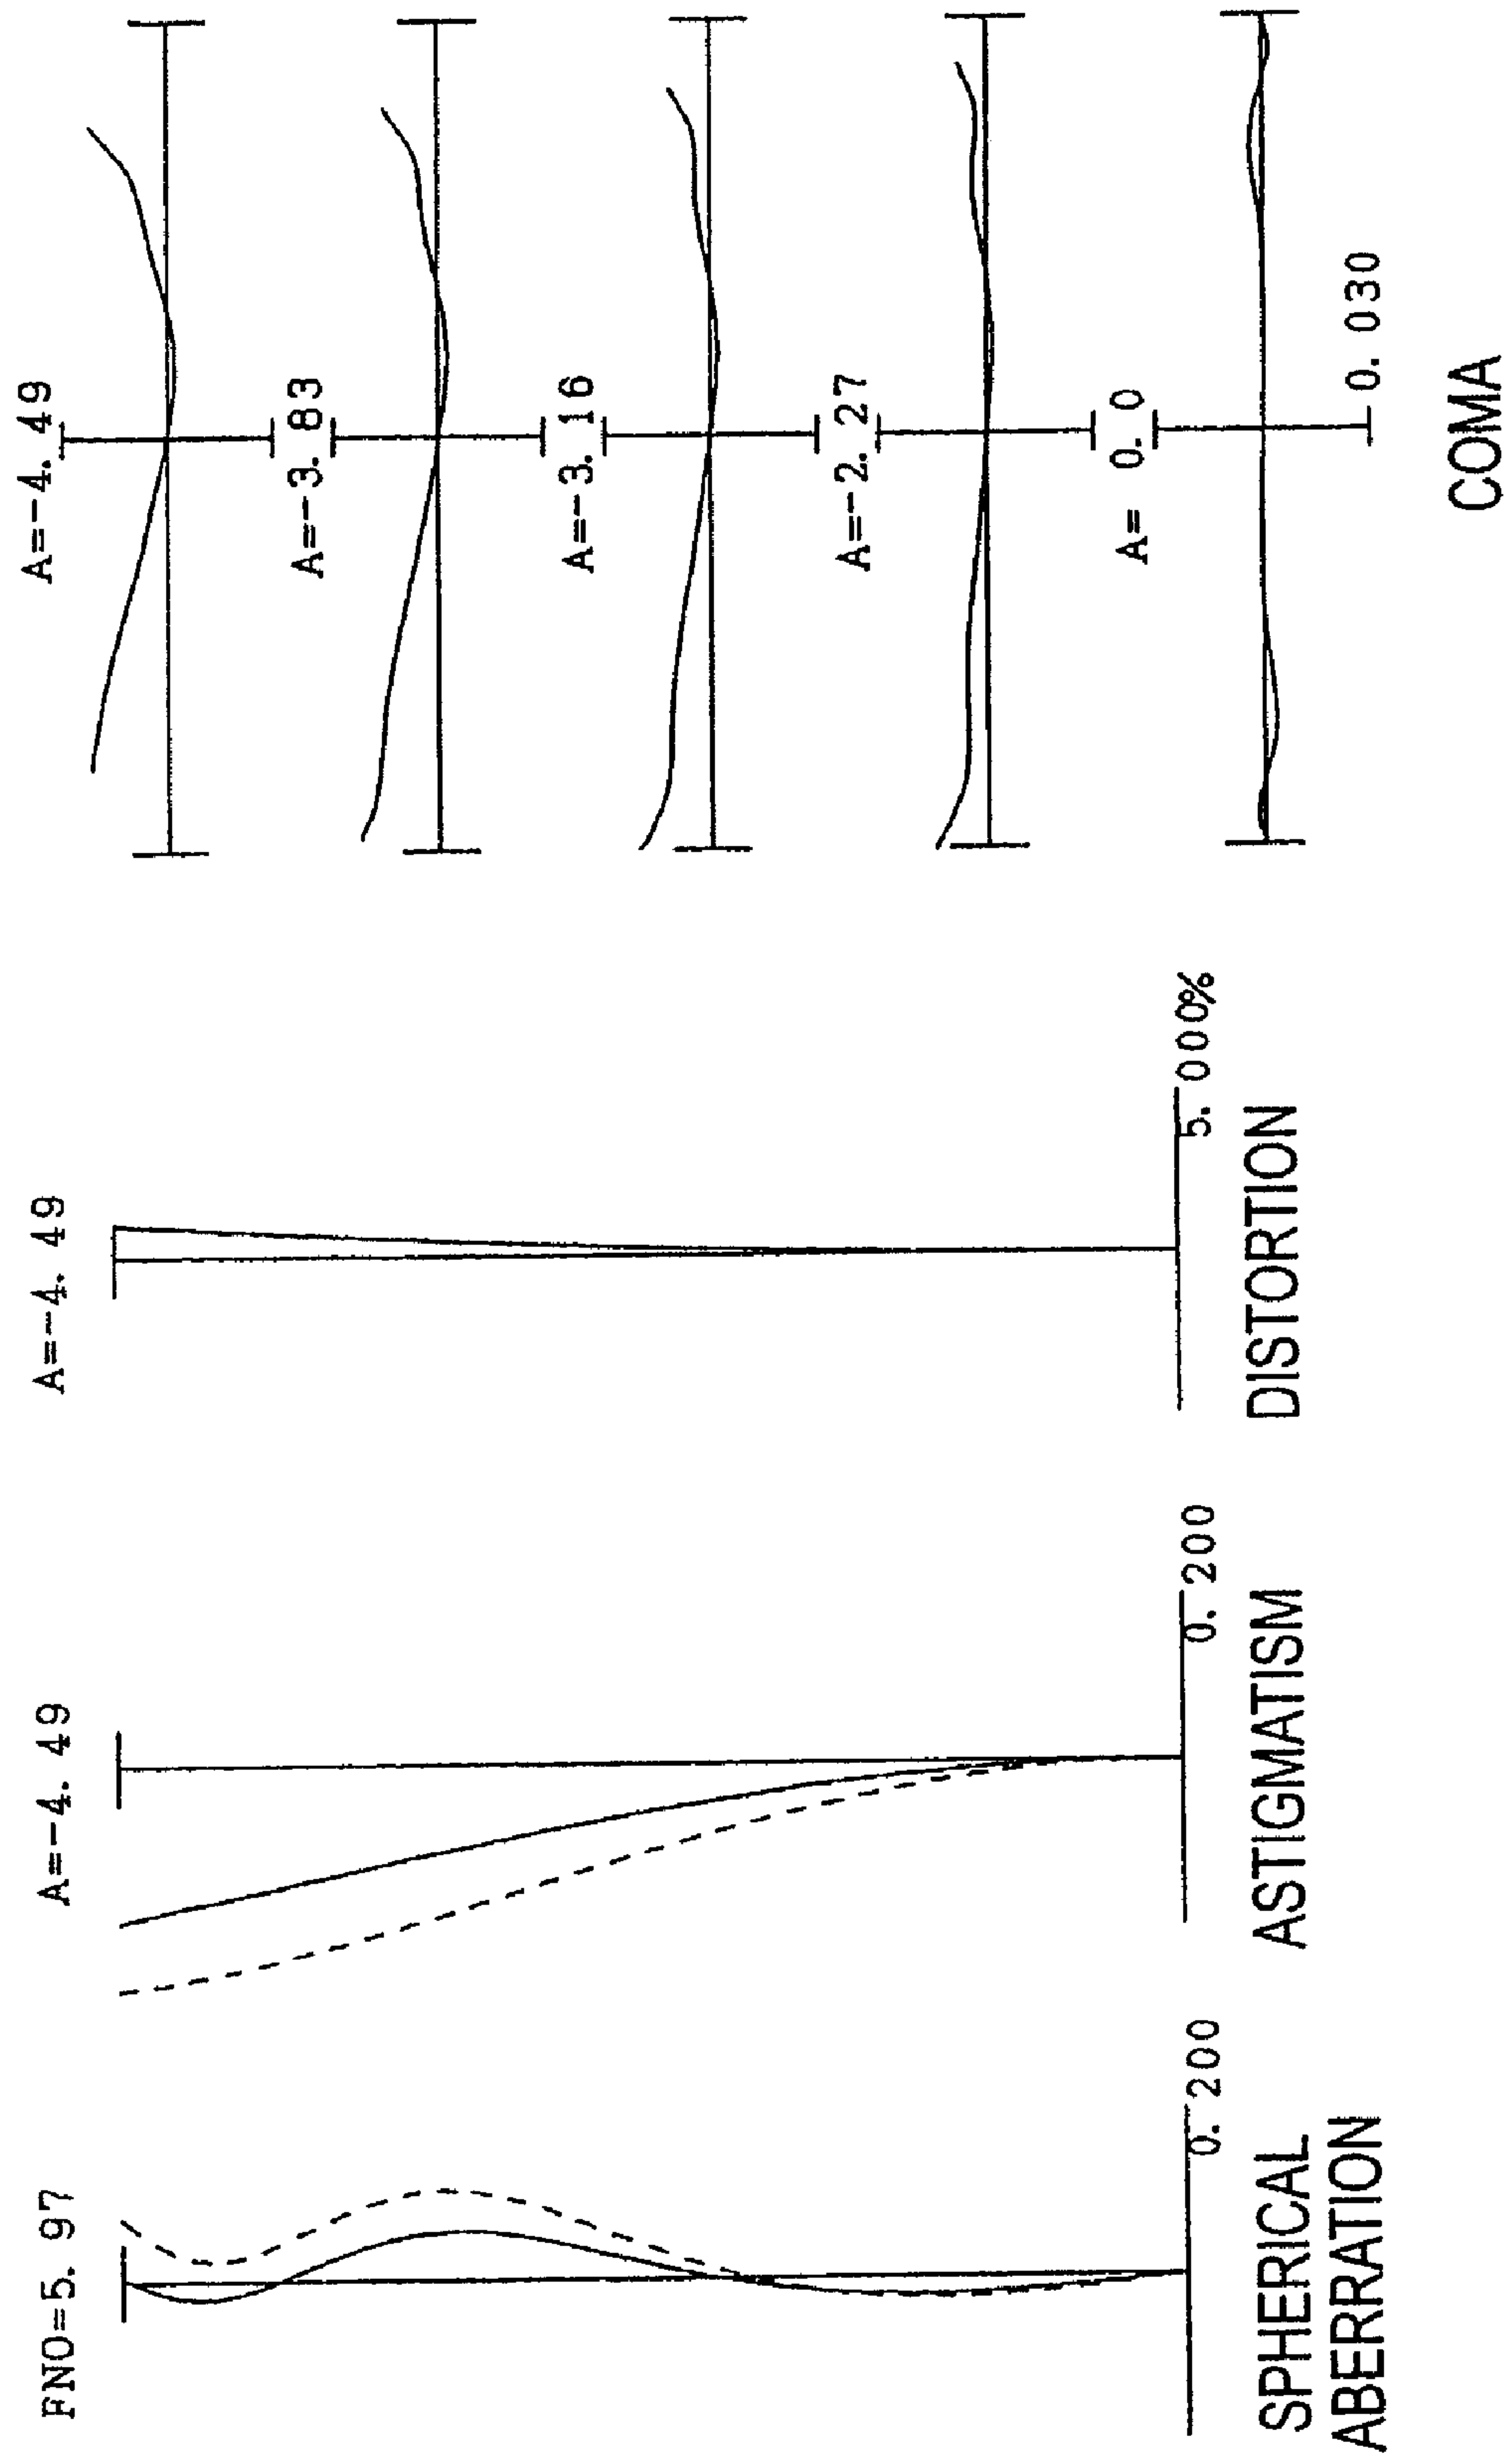 FNO=5. 97
0. 200
SPHERICAL
ABERRATION
A=-4. 49
0. 200
ASTIGMATISM
A=-4. 49
5. 000%
DISTORTION
A=-4. 49
A=-3. 83
A=-3. 16
A=-2. 27
A= 0. 0
0. 030
COMA